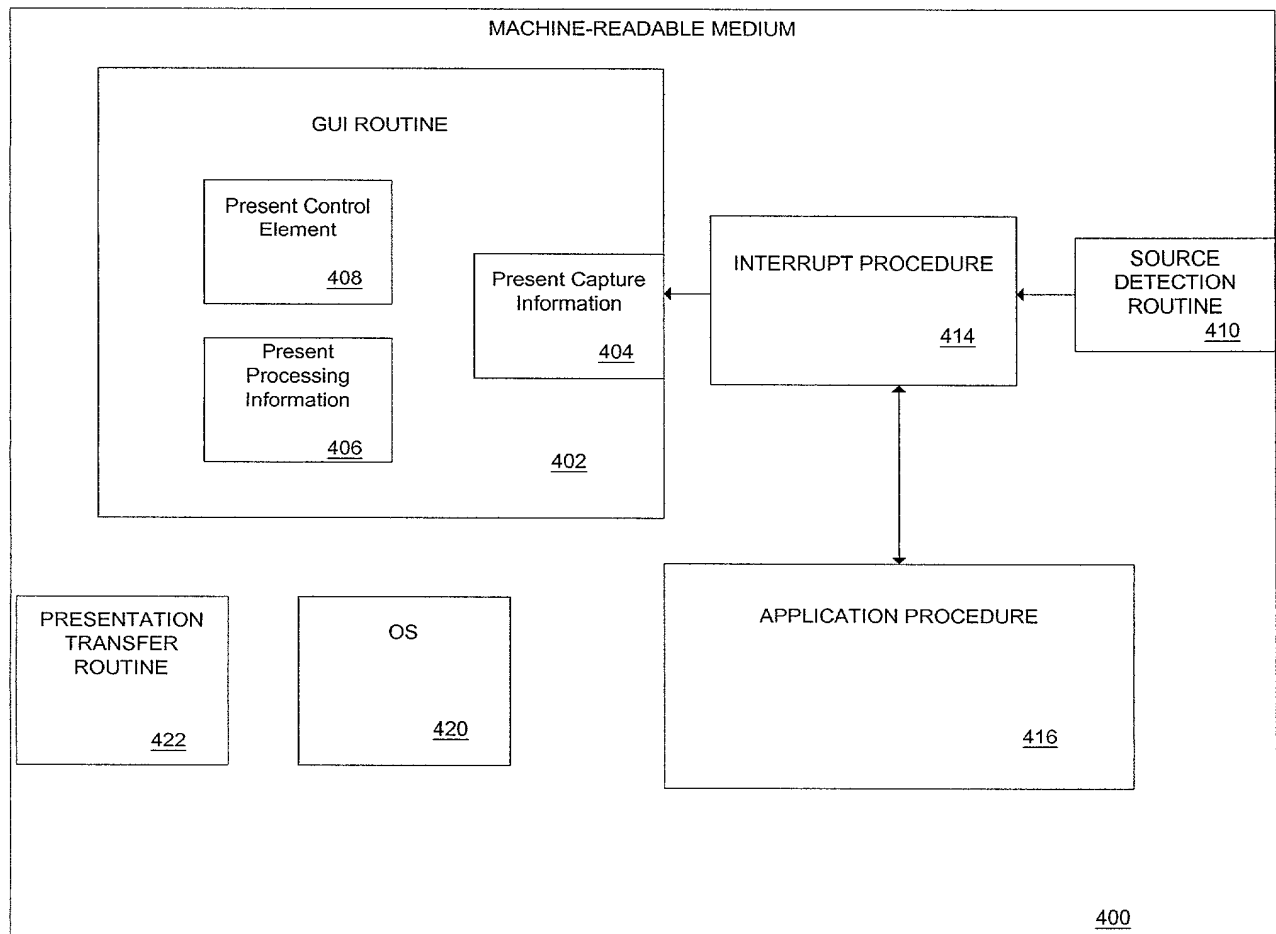 MACHINE-READABLE MEDIUM
GUI ROUTINE
Present Control
Element
408
Present Capture
Information
404
Present
Processing
Information
406
402
INTERRUPT PROCEDURE
414
SOURCE
DETECTION
ROUTINE
410
PRESENTATION
TRANSFER
ROUTINE
422
OS
420
APPLICATION PROCEDURE
416
400